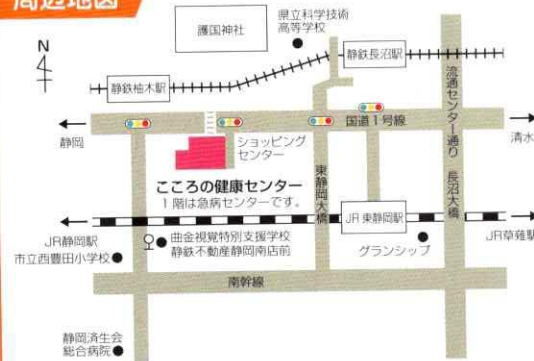 周辺地図
N
護国神社
県立科学技術
高等学校
静鉄長沼駅
静鉄柚木駅
流通センター通り
長沼大橋
国道1号線
静岡
清水
ショッピング
センター
東静岡大橋
こころの健康センター
1階は急病センターです。
JR東静岡駅
JR静岡駅
JR草薙駅
曲金視覚特別支援学校
静鉄不動産静岡南店前
グランシップ
市立西豊田小学校
南幹線
静岡済生会
総合病院